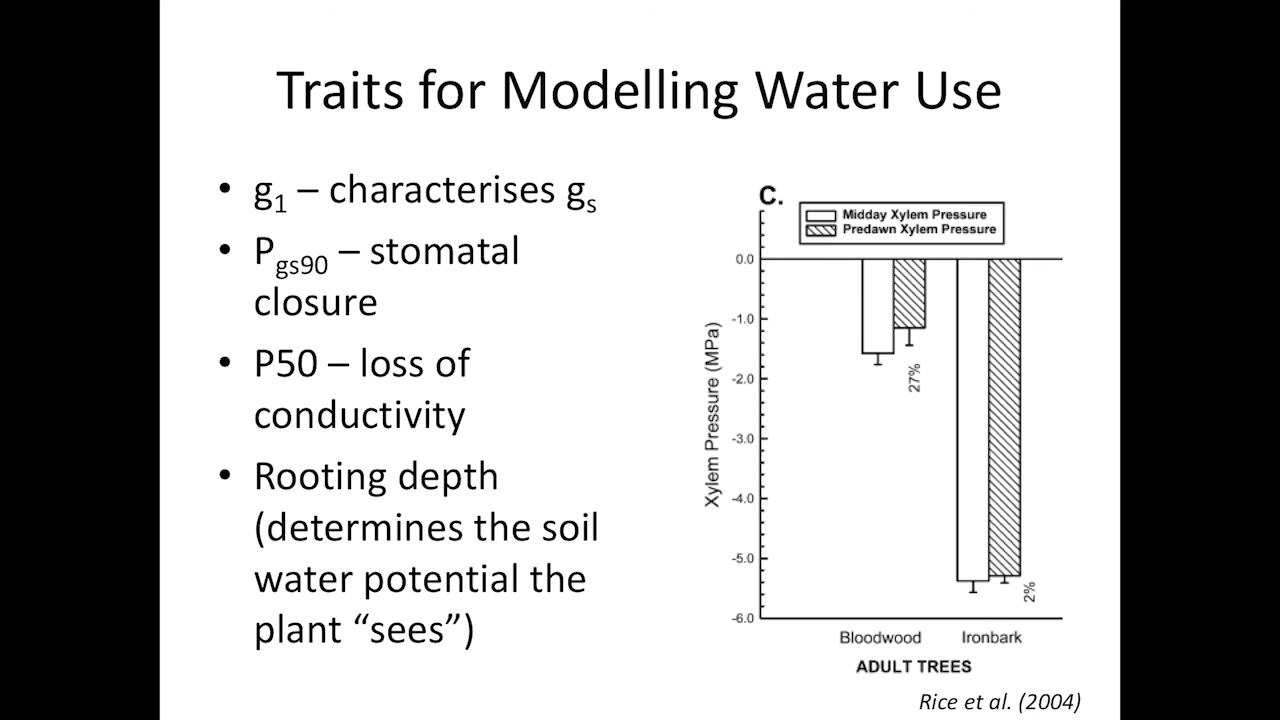 Traits for Modelling Water Use
• g1 – characterises gs
• Pgs90 – stomatal
closure
• P50 – loss of
conductivity
• Rooting depth
(determines the soil
water potential the
plant “sees”)
C.
Midday Xylem Pressure
Predawn Xylem Pressure
Xylem Pressure (MPa)
0.0
-1.0
-2.0
-3.0
-4.0
-5.0
-6.0
27%
2%
Bloodwood Ironbark
ADULT TREES
Rice et al. (2004)